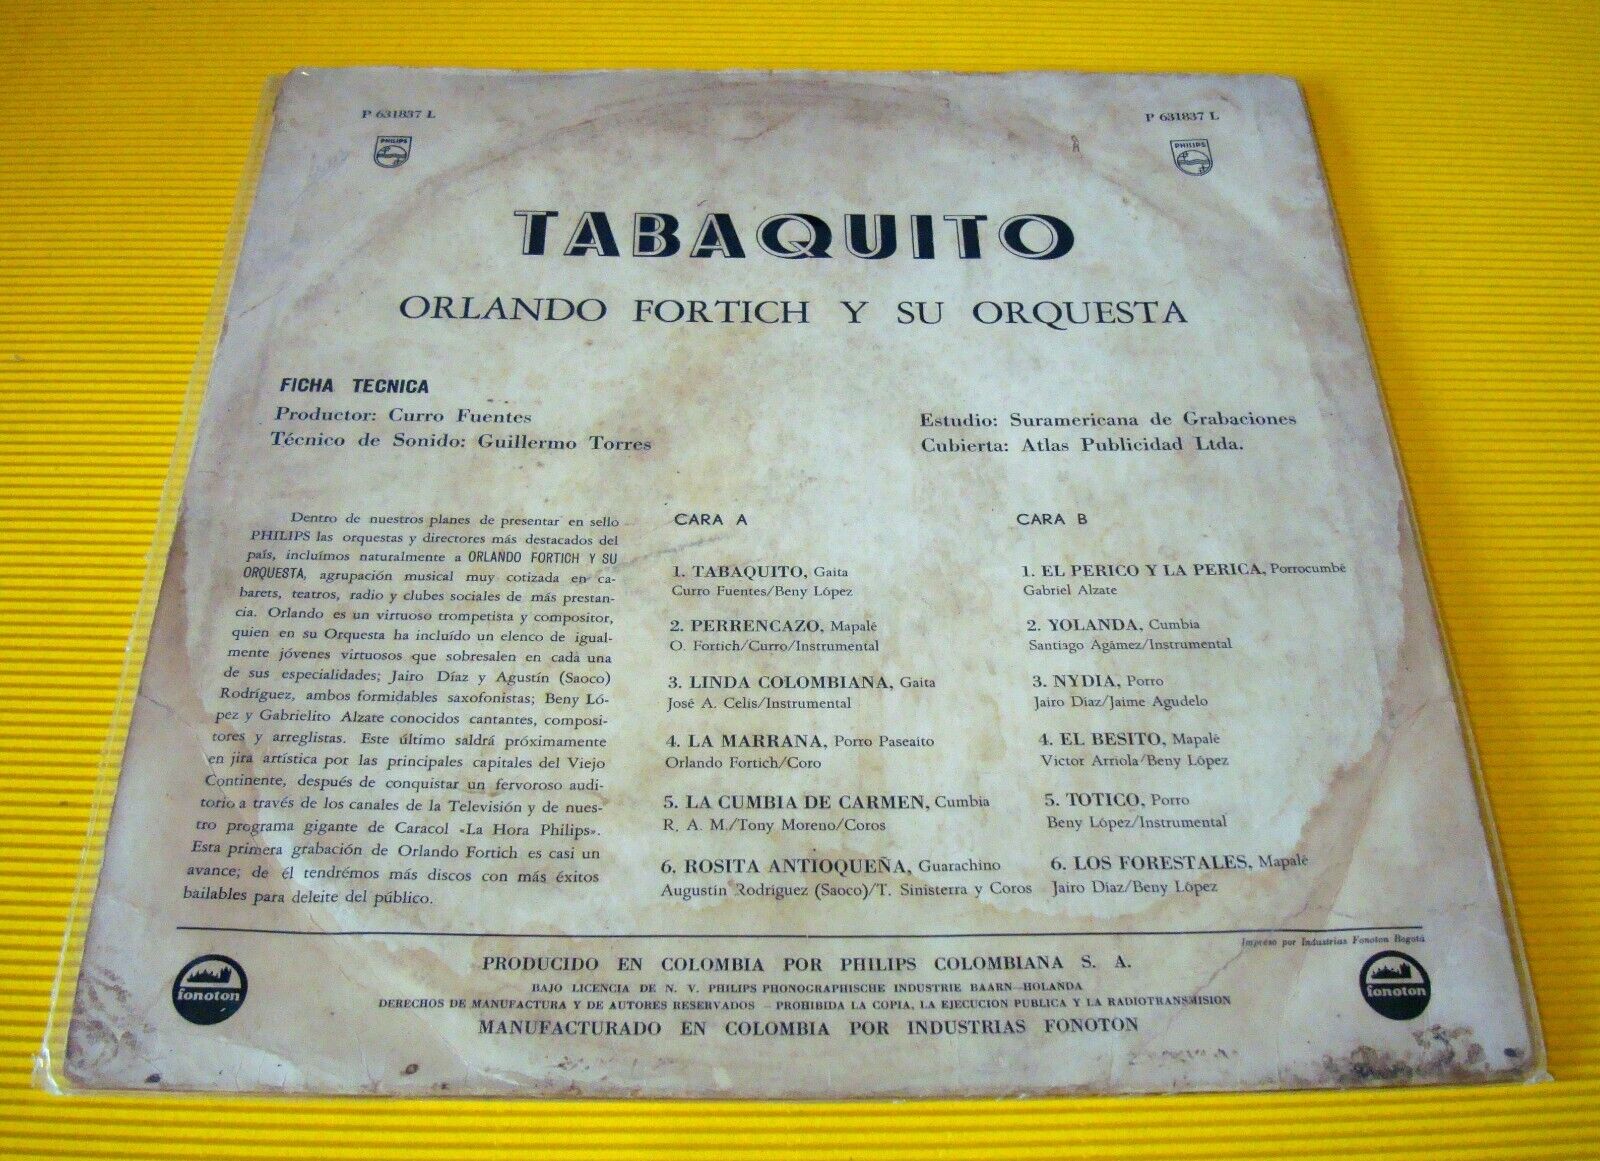 P 631837 L
P 631837 L
PHILIPS
PHILIPS
TABAQUITO
ORLANDO FORTICH Y SU ORQUESTA
FICHA TECNICA
Productor: Curro Fuentes
Técnico de Sonido: Guillermo Torres
Estudio: Suramericana de Grabaciones
Cubierta: Atlas Publicidad Ltda.
Dentro de nuestros planes de presentar en sello
PHILIPS las orquestas y directores más destacados del
país, incluímos naturalmente a ORLANDO FORTICH Y SU
ORQUESTA, agrupación musical muy cotizada en ca-
barets, teatros, radio y clubes sociales de más prestan-
cia. Orlando es un virtuoso trompetista y compositor,
quien en su Orquesta ha incluído un elenco de igual-
mente jóvenes virtuosos que sobresalen en cada una
de sus especialidades; Jairo Díaz y Agustín (Saoco)
Rodríguez, ambos formidables saxofonistas; Beny Ló-
pez y Gabrielito Alzate conocidos cantantes, composi-
tores y arreglistas. Este último saldrá próximamente
en jira artística por las principales capitales del Viejo
Continente, después de conquistar un fervoroso audi-
torio a través de los canales de la Televisión y de nues-
tro programa gigante de Caracol «La Hora Philips».
Esta primera grabación de Orlando Fortich es casi un
avance; de él tendrémos más discos con más éxitos
bailables para deleite del público.
CARA A
1. TABAQUITO, Gaita
Curro Fuentes/Beny López
2. PERRENCAZO, Mapalé
O. Fortich/Curro/Instrumental
3. LINDA COLOMBIANA, Gaita
José A. Celis/Instrumental
4. LA MARRANA, Porro Paseaito
Orlando Fortich/Coro
5. LA CUMBIA DE CARMEN, Cumbia
R. A. M./Tony Moreno/Coros
6. ROSITA ANTIOQUEÑA, Guarachino
Augustín Rodríguez (Saoco)/T. Sinisterra y Coros
CARA B
1. EL PERICO Y LA PERICA, Porrocumbé
Gabriel Alzate
2. YOLANDA, Cumbia
Santiago Agámez/Instrumental
3. NYDIA, Porro
Jairo Díaz/Jaime Agudelo
4. EL BESITO, Mapalé
Víctor Arriola/Beny López
5. TOTICO, Porro
Beny López/Instrumental
6. LOS FORESTALES, Mapalé
Jairo Díaz/Beny López
Impreso por Industrias Fonoton Bogotá
fonoton
PRODUCIDO EN COLOMBIA POR PHILIPS COLOMBIANA S. A.
BAJO LICENCIA DE N. V. PHILIPS PHONOGRAPHISCHE INDUSTRIE BAARN—HOLANDA
DERECHOS DE MANUFACTURA Y DE AUTORES RESERVADOS — PROHIBIDA LA COPIA, LA EJECUCION PUBLICA Y LA RADIOTRANSMISION
MANUFACTURADO EN COLOMBIA POR INDUSTRIAS FONOTON
fonoton